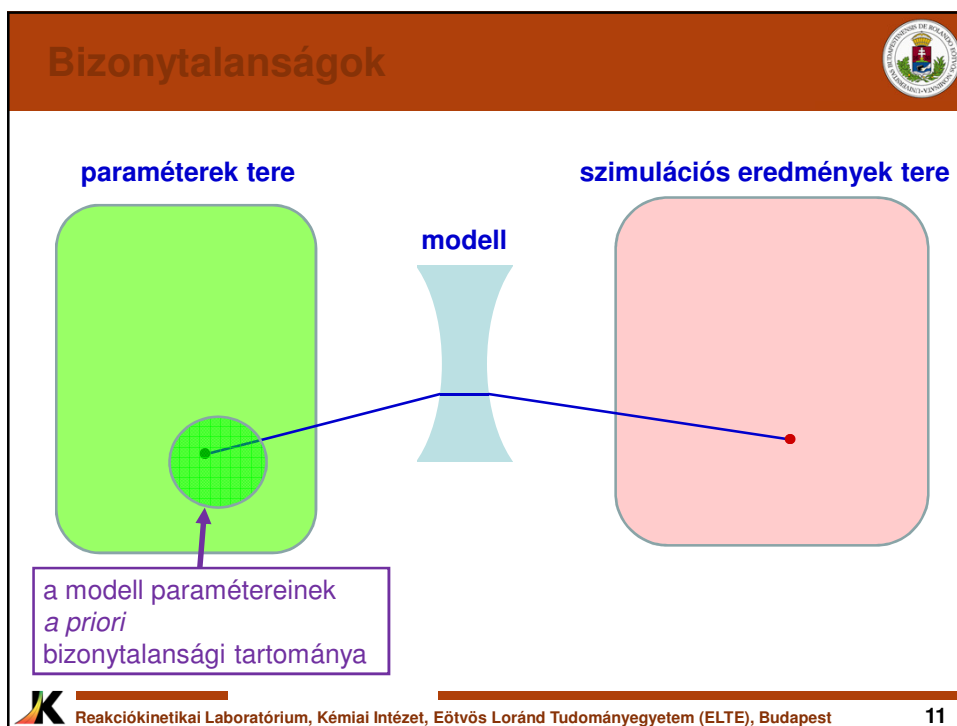 Bizonytalanságok
paraméterek tere
szimulációs eredmények tere
modell
a modell paramétereinek
a priori
bizonytalansági tartománya
Reakciókinetikai Laboratórium, Kémiai Intézet, Eötvös Loránd Tudományegyetem (ELTE), Budapest
11